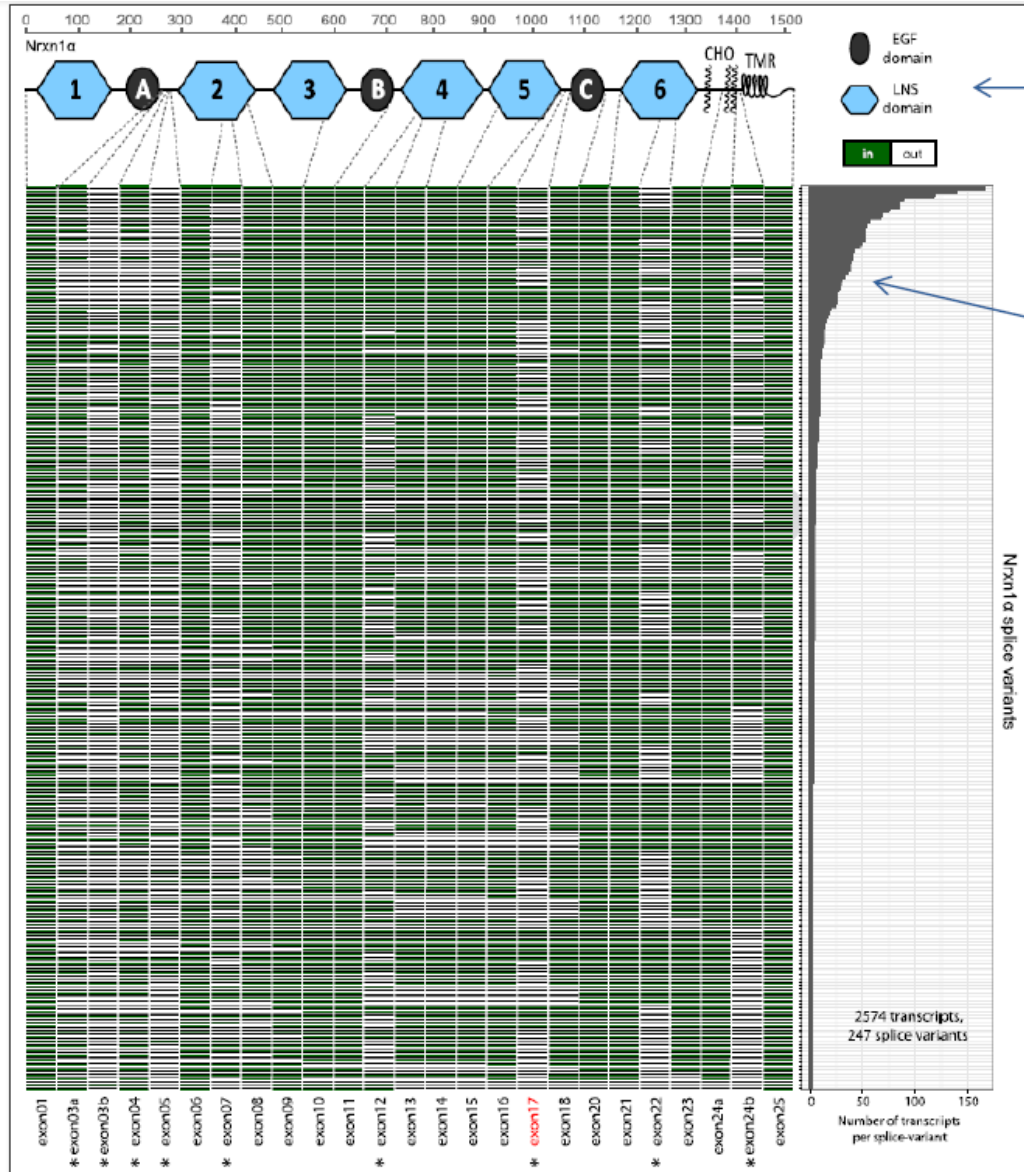 0 100 200 300 400 500 600 700 800 900 1000 1100 1200 1300 1400 1500
Nrxn1α
1 A 2 3 B 4 5 C 6
CHO
TMR
EGF
domain
LNS
domain
in out
Nrxn1α splice variants
2574 transcripts,
247 splice variants
0 50 100 150
Number of transcripts
per splice-variant
exon01
* exon03a
* exon03b
* exon04
* exon05
exon06
* exon07
exon08
exon09
exon10
exon11
* exon12
exon13
exon14
exon15
exon16
* exon17
exon18
exon20
exon21
* exon22
exon23
exon24a
* exon24b
exon25